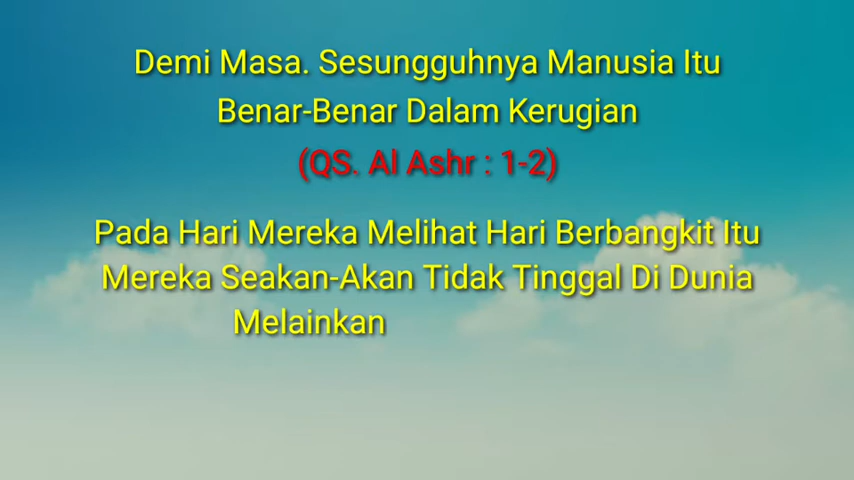 Demi Masa. Sesungguhnya Manusia Itu
Benar-Benar Dalam Kerugian
(QS. Al Ashr : 1-2)
Pada Hari Mereka Melihat Hari Berbangkit Itu
Mereka Seakan-Akan Tidak Tinggal Di Dunia
Melainkan